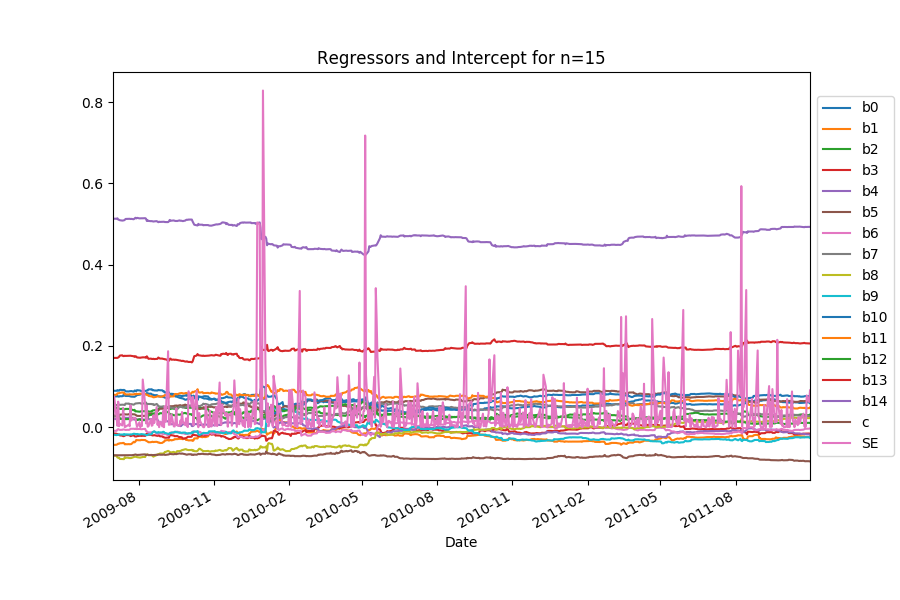 Regressors and Intercept for n=15
0.8
0.6
0.4
0.2
0.0
2009-08
2009-11
2010-02
2010-05
2010-08
2010-11
2011-02
2011-05
2011-08
Date
b0
b1
b2
b3
b4
b5
b6
b7
b8
b9
b10
b11
b12
b13
b14
c
SE